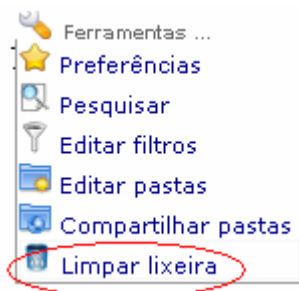 Ferramentas ...
Preferências
Pesquisar
Editar filtros
Editar pastas
Compartilhar pastas
Limpar lixeira